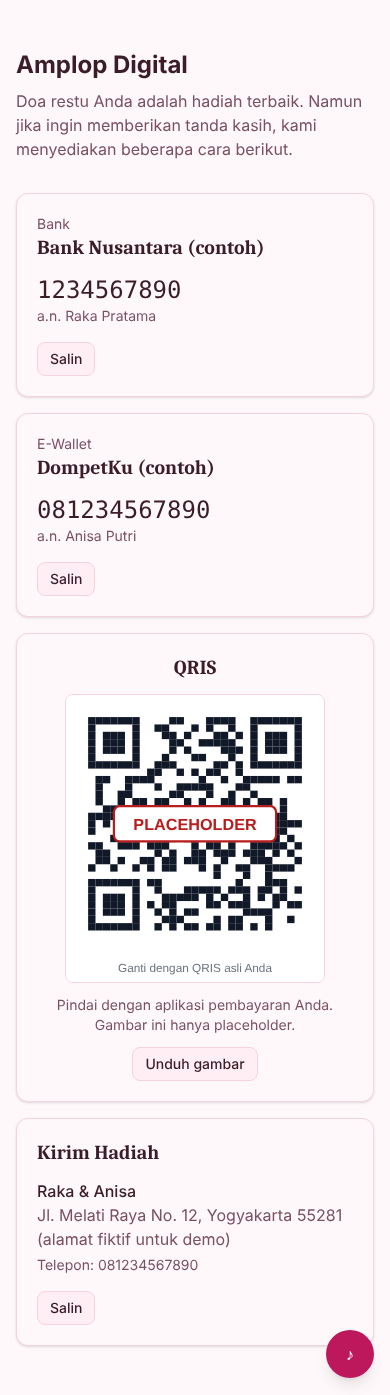 Amplop Digital
Doa restu Anda adalah hadiah terbaik. Namun
jika ingin memberikan tanda kasih, kami
menyediakan beberapa cara berikut.
Bank
Bank Nusantara (contoh)
1234567890
a.n. Raka Pratama
Salin
E-Wallet
DompetKu (contoh)
081234567890
a.n. Anisa Putri
Salin
QRIS
PLACEHOLDER
Ganti dengan QRIS asli Anda
Pindai dengan aplikasi pembayaran Anda.
Gambar ini hanya placeholder.
Unduh gambar
Kirim Hadiah
Raka & Anisa
Jl. Melati Raya No. 12, Yogyakarta 55281
(alamat fiktif untuk demo)
Telepon: 081234567890
Salin
♪